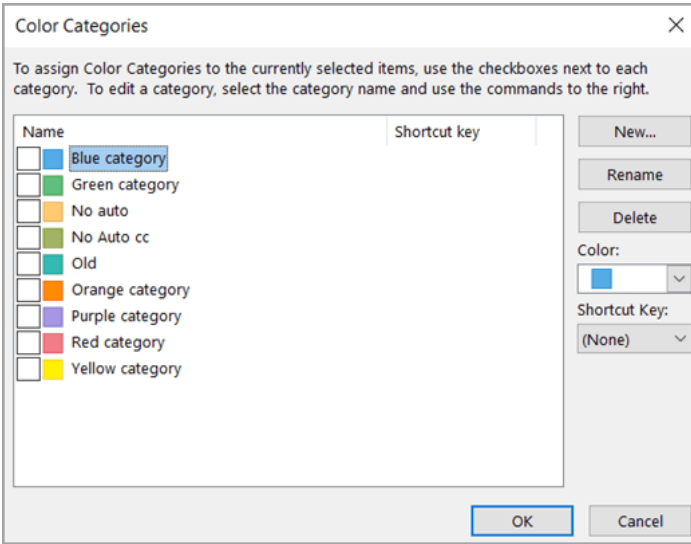 Color Categories
To assign Color Categories to the currently selected items, use the checkboxes next to each
category.  To edit a category, select the category name and use the commands to the right.
Name Shortcut key
Blue category
Green category
No auto
No Auto cc
Old
Orange category
Purple category
Red category
Yellow category
New...
Rename
Delete
Color:
Shortcut Key:
(None)
OK Cancel